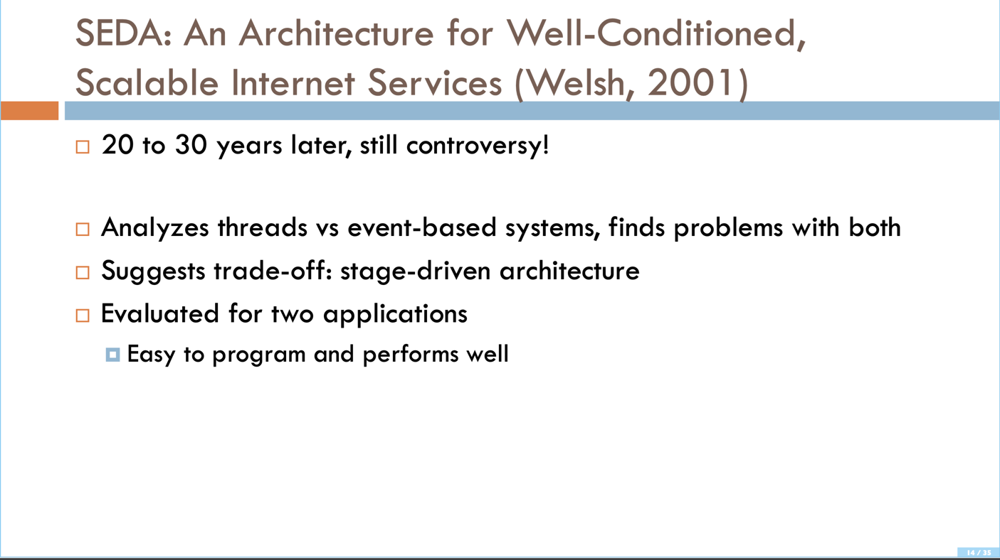 SEDA: An Architecture for Well-Conditioned,
Scalable Internet Services (Welsh, 2001)
20 to 30 years later, still controversy!
Analyzes threads vs event-based systems, finds problems with both
Suggests trade-off: stage-driven architecture
Evaluated for two applications
Easy to program and performs well
14 / 35